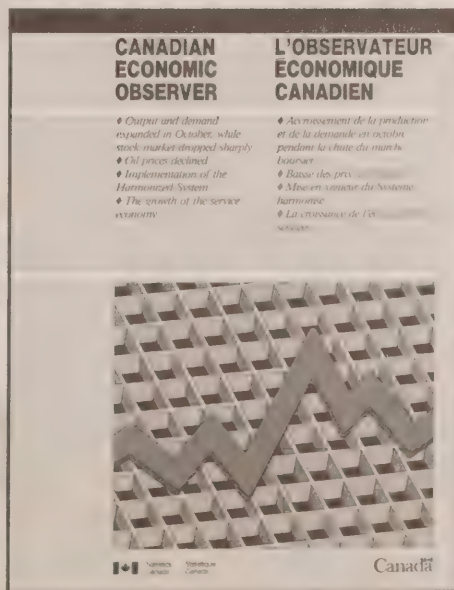 CANADIAN
ECONOMIC
OBSERVER
♦ Output and demand
expanded in October, while
stock market dropped sharply
♦ Oil prices declined
♦ Implementation of the
Harmonized System
♦ The growth of the service
economy
L'OBSERVATEUR
ÉCONOMIQUE
CANADIEN
♦ Accroissement de la production
et de la demande en octobre
pendant la chute du marché
boursier
♦ Baisse des prix
♦ Mise en vigueur du Système
harmonisé
♦ La croissance de
Statistics
Canada
Statistique
Canada
Canada